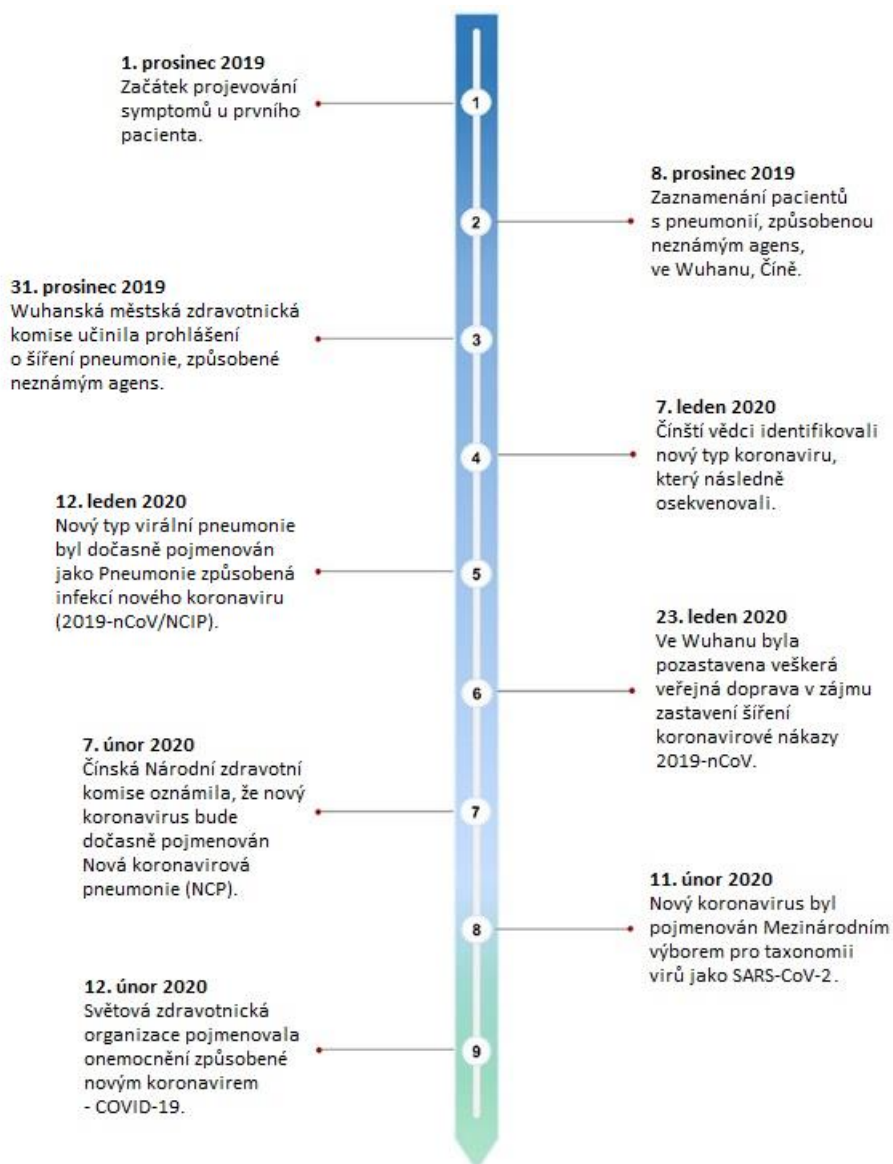 1. prosinec 2019
Začátek projevování
symptomů u prvního
pacienta.
1
8. prosinec 2019
Zaznamenání pacientů
s pneumonií, způsobenou
neznámým agens,
ve Wuhanu, Číně.
2
31. prosinec 2019
Wuhanská městská zdravotnická
komise učinila prohlášení
o šíření pneumonie, způsobené
neznámým agens.
3
7. leden 2020
Čínští vědci identifikovali
nový typ koronaviru,
který následně
osekvenovali.
4
12. leden 2020
Nový typ virální pneumonie
byl dočasně pojmenován
jako Pneumonie způsobená
infekcí nového koronaviru
(2019-nCoV/NCIP).
5
23. leden 2020
Ve Wuhanu byla
pozastavena veškerá
veřejná doprava v zájmu
zastavení šíření
koronavirové nákazy
2019-nCoV.
6
7. únor 2020
Čínská Národní zdravotní
komise oznámila, že nový
koronavirus bude
dočasně pojmenován
Nová koronavirová
pneumonie (NCP).
7
11. únor 2020
Nový koronavirus byl
pojmenován Mezinárodním
výborem pro taxonomii
virů jako SARS-CoV-2.
8
12. únor 2020
Světová zdravotnická
organizace pojmenovala
onemocnění způsobené
novým koronavirem
- COVID-19.
9